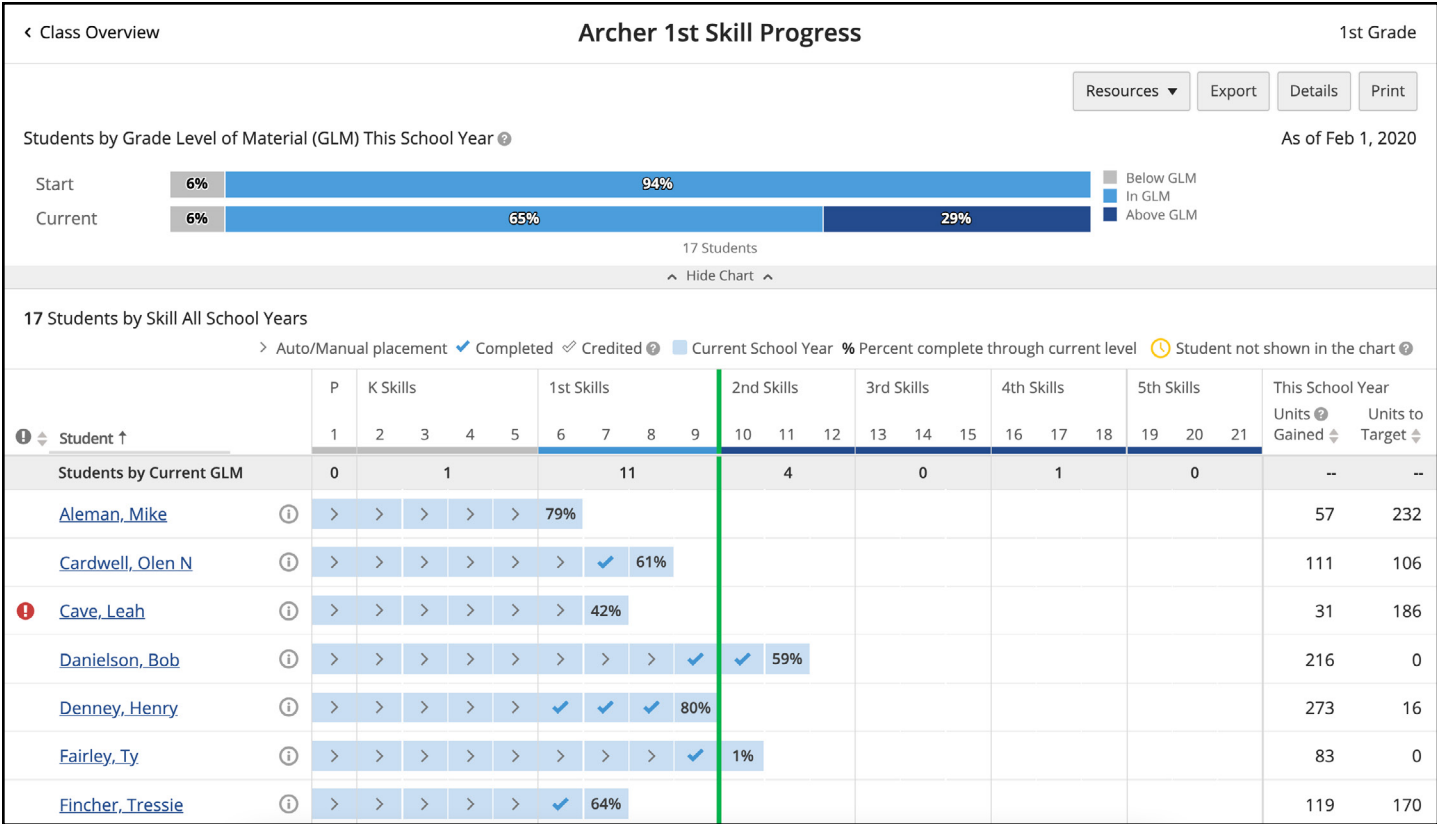 Class Overview
Archer 1st Skill Progress
1st Grade
Resources
Export
Details
Print
Students by Grade Level of Material (GLM) This School Year ?
As of Feb 1, 2020
Start 6% 94%
Current 6% 65% 29%
Below GLM
In GLM
Above GLM
17 Students
Hide Chart
17 Students by Skill All School Years
> Auto/Manual placement ✔ Completed ✓ Credited ? Current School Year % Percent complete through current level Student not shown in the chart ?
P K Skills 1st Skills 2nd Skills 3rd Skills 4th Skills 5th Skills This School Year
! Student ↑ 1 2 3 4 5 6 7 8 9 10 11 12 13 14 15 16 17 18 19 20 21 Units ? Gained Units to Target
Students by Current GLM 0 1 11 4 0 1 0 -- --
Aleman, Mike i > > > > > 79% 57 232
Cardwell, Olen N i > > > > > > ✔ 61% 111 106
! Cave, Leah i > > > > > > 42% 31 186
Danielson, Bob i > > > > > > > > ✔ ✔ 59% 216 0
Denney, Henry i > > > > > ✔ ✔ ✔ 80% 273 16
Fairley, Ty i > > > > > > > > ✔ 1% 83 0
Fincher, Tressie i > > > > > ✔ 64% 119 170